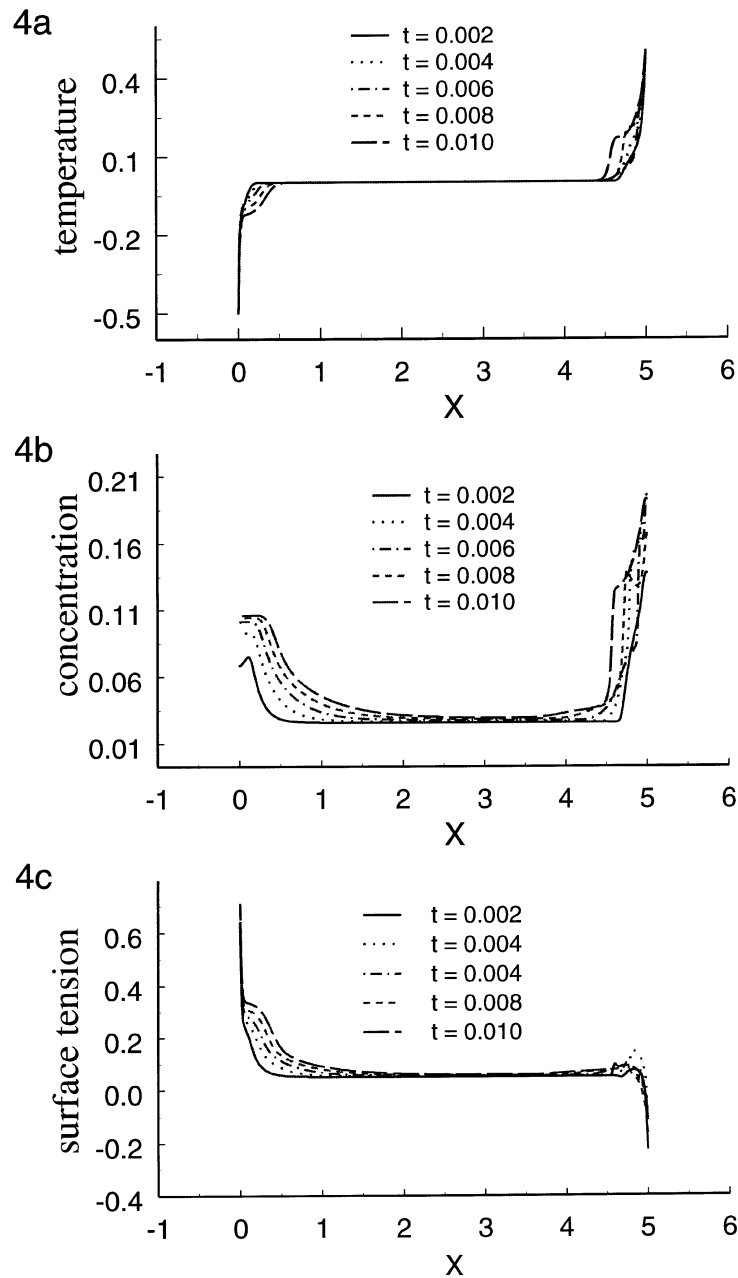 4a
t = 0.002
t = 0.004
t = 0.006
t = 0.008
t = 0.010
temperature
0.4
0.1
-0.2
-0.5
-1 0 1 2 3 4 5 6
X
4b
t = 0.002
t = 0.004
t = 0.006
t = 0.008
t = 0.010
concentration
0.21
0.16
0.11
0.06
0.01
-1 0 1 2 3 4 5 6
X
4c
t = 0.002
t = 0.004
t = 0.004
t = 0.008
t = 0.010
surface tension
0.6
0.4
0.2
0.0
-0.2
-0.4
-1 0 1 2 3 4 5 6
X